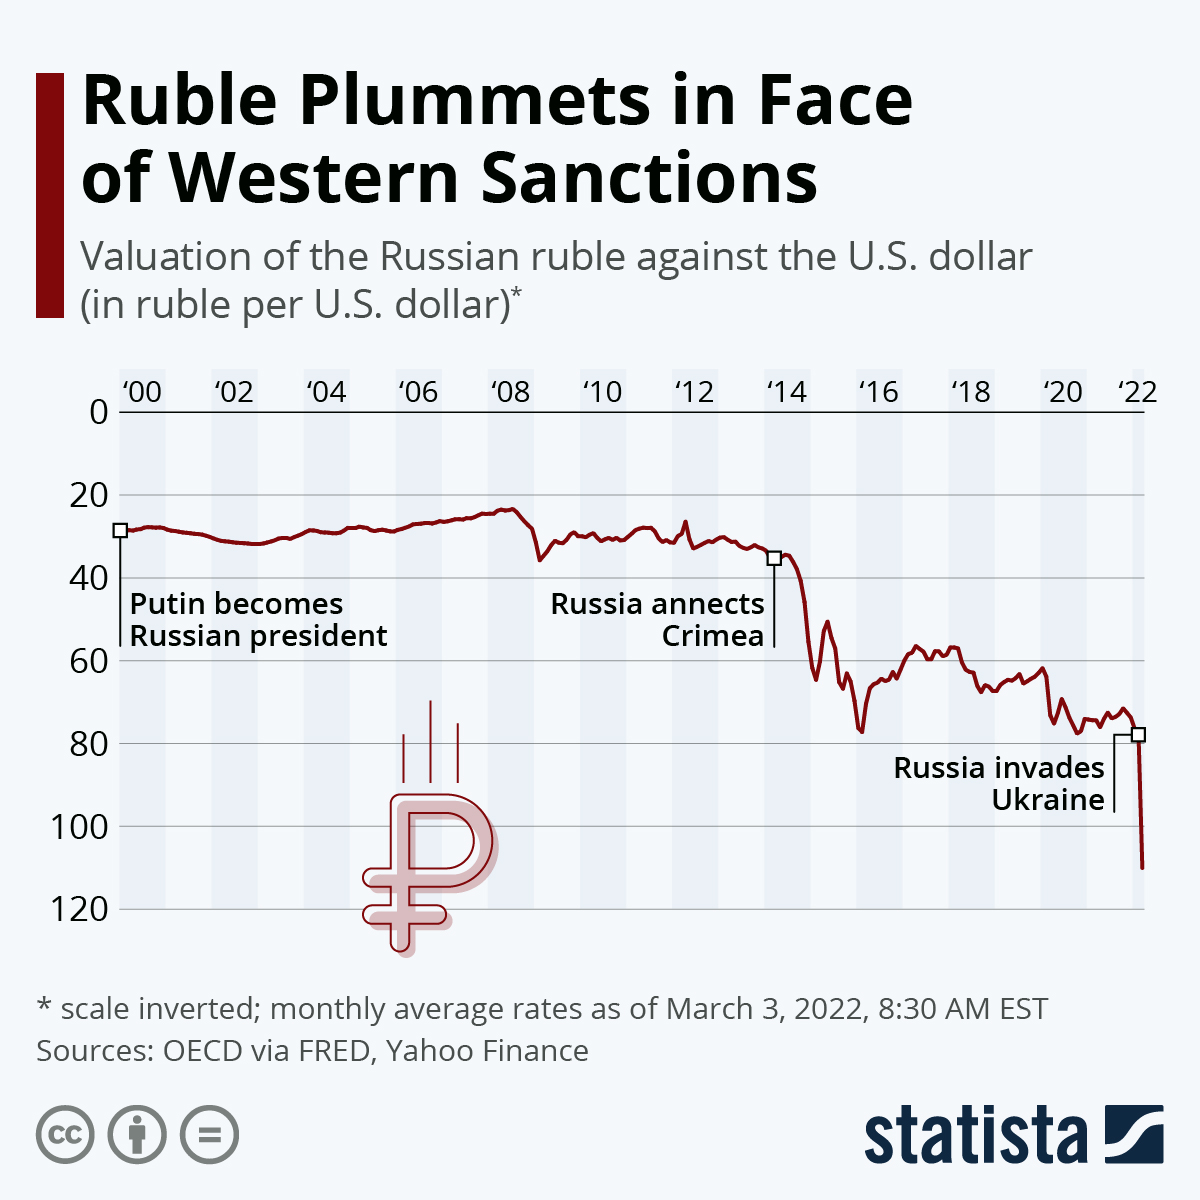 Ruble Plummets in Face
of Western Sanctions
Valuation of the Russian ruble against the U.S. dollar
(in ruble per U.S. dollar)*
‘00 ‘02 ‘04 ‘06 ‘08 ‘10 ‘12 ‘14 ‘16 ‘18 ‘20 ‘22
0
20
40
Putin becomes
Russian president
Russia annects
Crimea
60
80
Russia invades
Ukraine
100
120
* scale inverted; monthly average rates as of March 3, 2022, 8:30 AM EST
Sources: OECD via FRED, Yahoo Finance
cc
statista